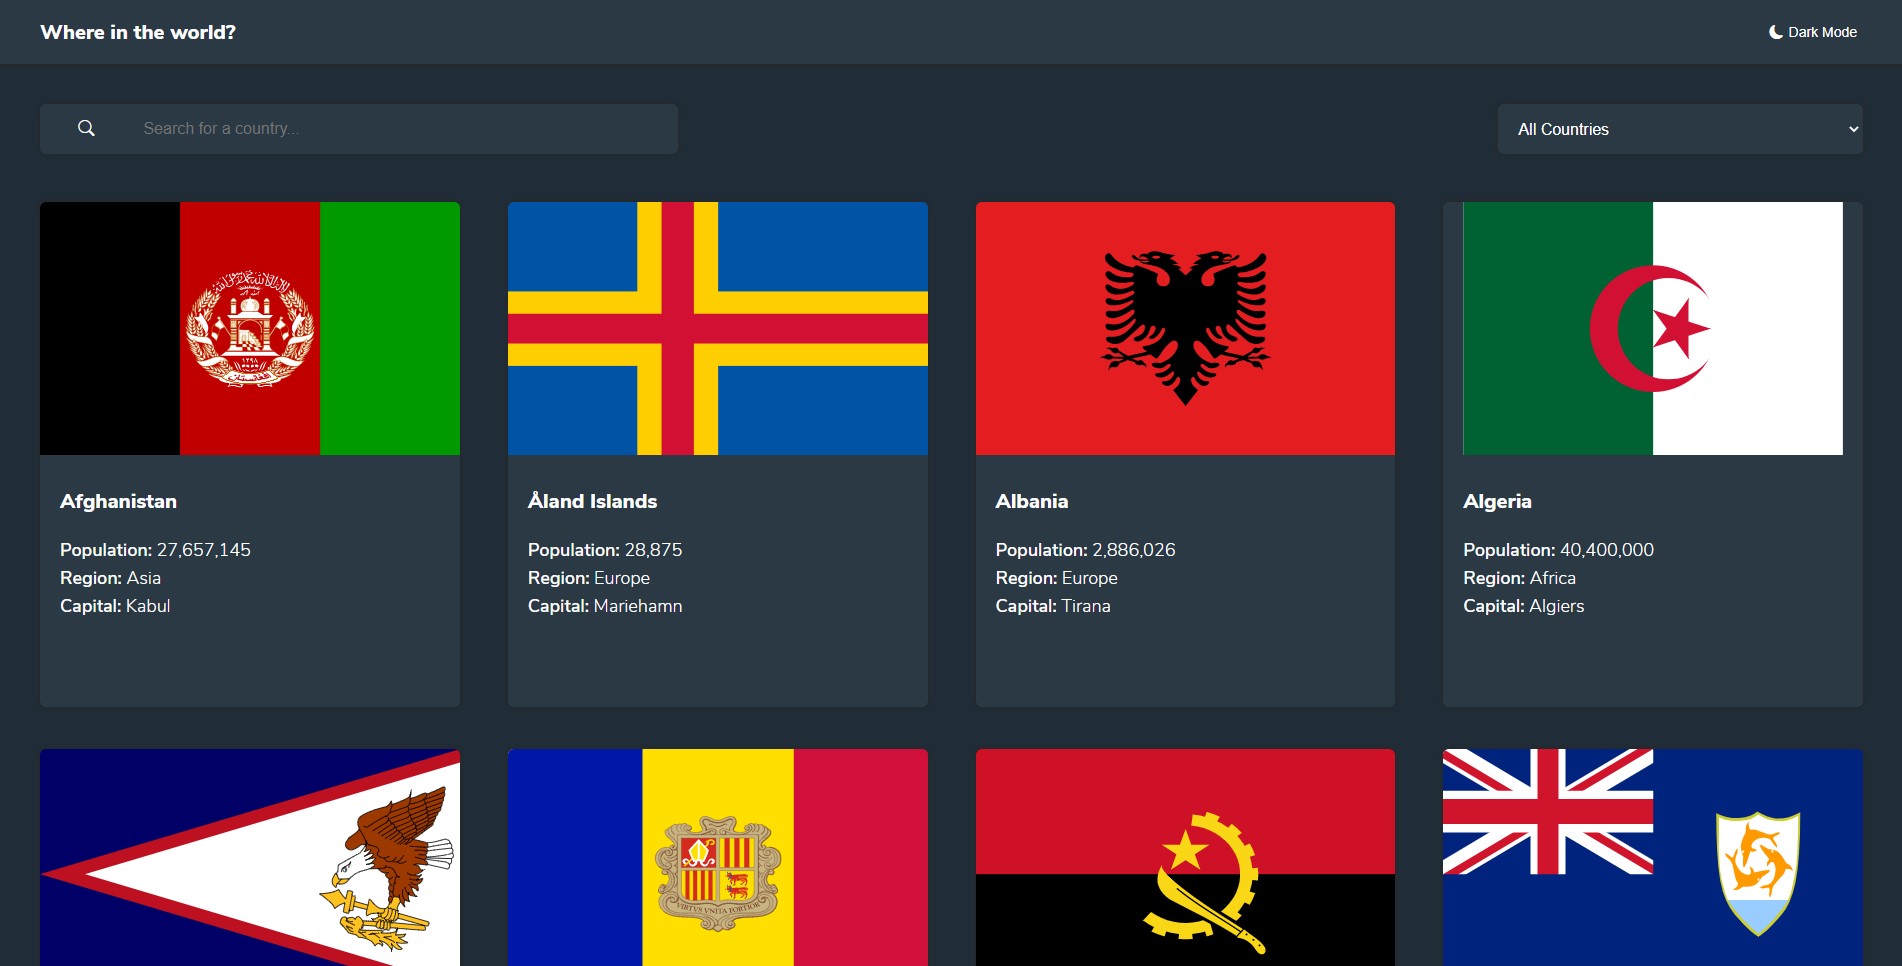 Where in the world?
Dark Mode
Search for a country...
All Countries
Afghanistan
Population: 27,657,145
Region: Asia
Capital: Kabul
Åland Islands
Population: 28,875
Region: Europe
Capital: Mariehamn
Albania
Population: 2,886,026
Region: Europe
Capital: Tirana
Algeria
Population: 40,400,000
Region: Africa
Capital: Algiers
VIRTVS VNITA FORTIOR